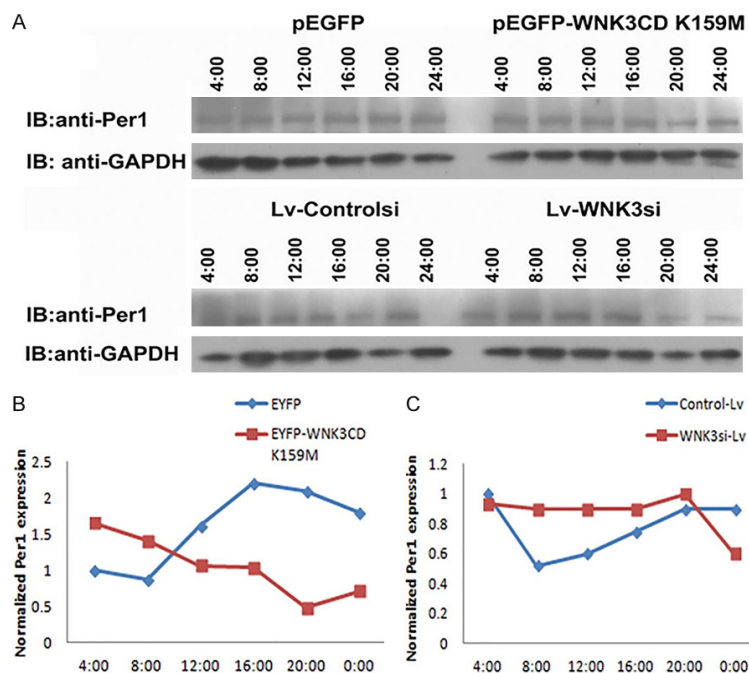 A
pEGFP pEGFP-WNK3CD K159M
4:00 8:00 12:00 16:00 20:00 24:00 4:00 8:00 12:00 16:00 20:00 24:00
IB:anti-Per1
IB: anti-GAPDH
Lv-Controlsi Lv-WNK3si
4:00 8:00 12:00 16:00 20:00 24:00 4:00 8:00 12:00 16:00 20:00 24:00
IB:anti-Per1
IB:anti-GAPDH
B
EYFP
EYFP-WNK3CD
K159M
Normalized Per1 expression
2.5
2
1.5
1
0.5
0
4:00 8:00 12:00 16:00 20:00 0:00
C
Control-Lv
WNK3si-Lv
Normalized Per1 expression
1.2
1
0.8
0.6
0.4
0.2
0
4:00 8:00 12:00 16:00 20:00 0:00